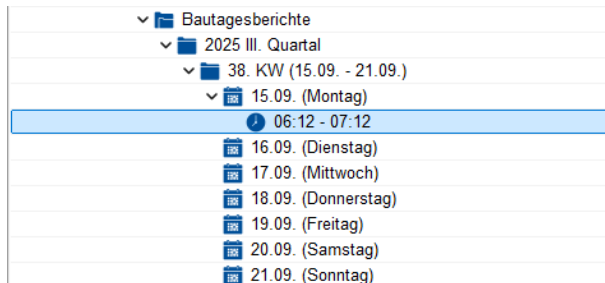 Bautagesberichte
2025 III. Quartal
38. KW (15.09. - 21.09.)
15.09. (Montag)
06:12 - 07:12
16.09. (Dienstag)
17.09. (Mittwoch)
18.09. (Donnerstag)
19.09. (Freitag)
20.09. (Samstag)
21.09. (Sonntag)